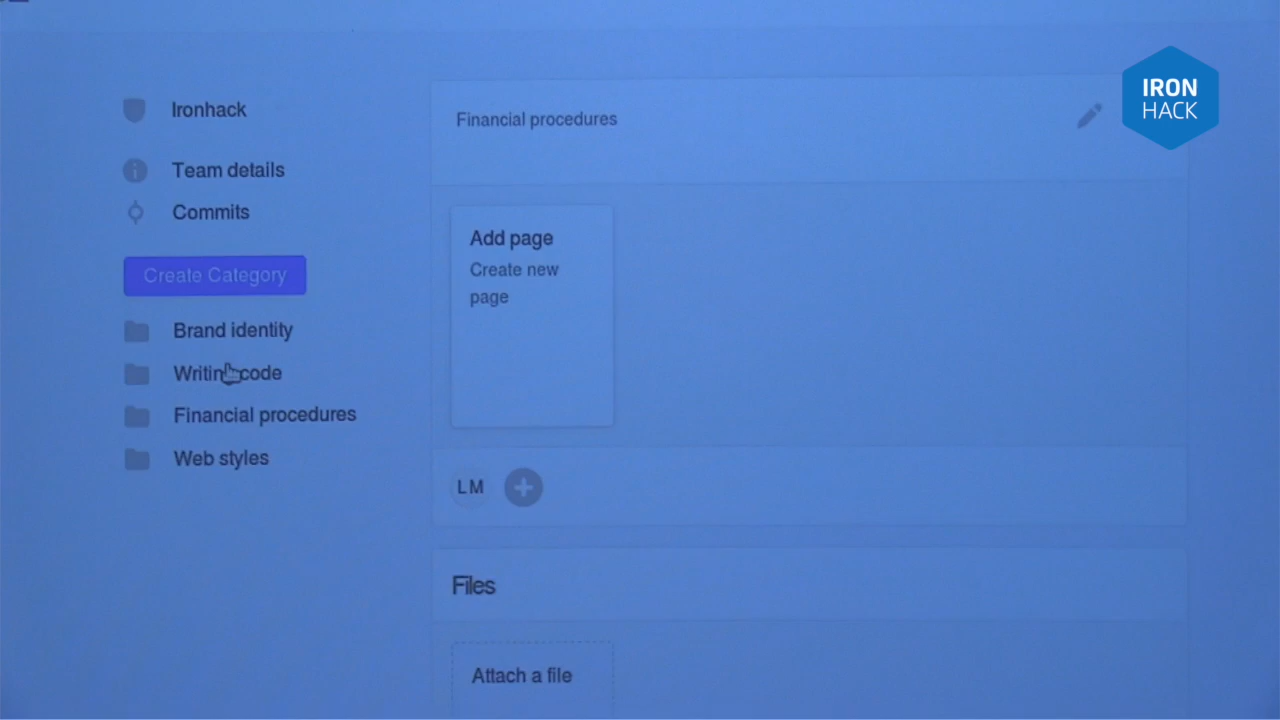 IRON
HACK
Ironhack
Team details
Commits
Create Category
Brand identity
Writing code
Financial procedures
Web styles
Financial procedures
Add page
Create new
page
LM
Files
Attach a file